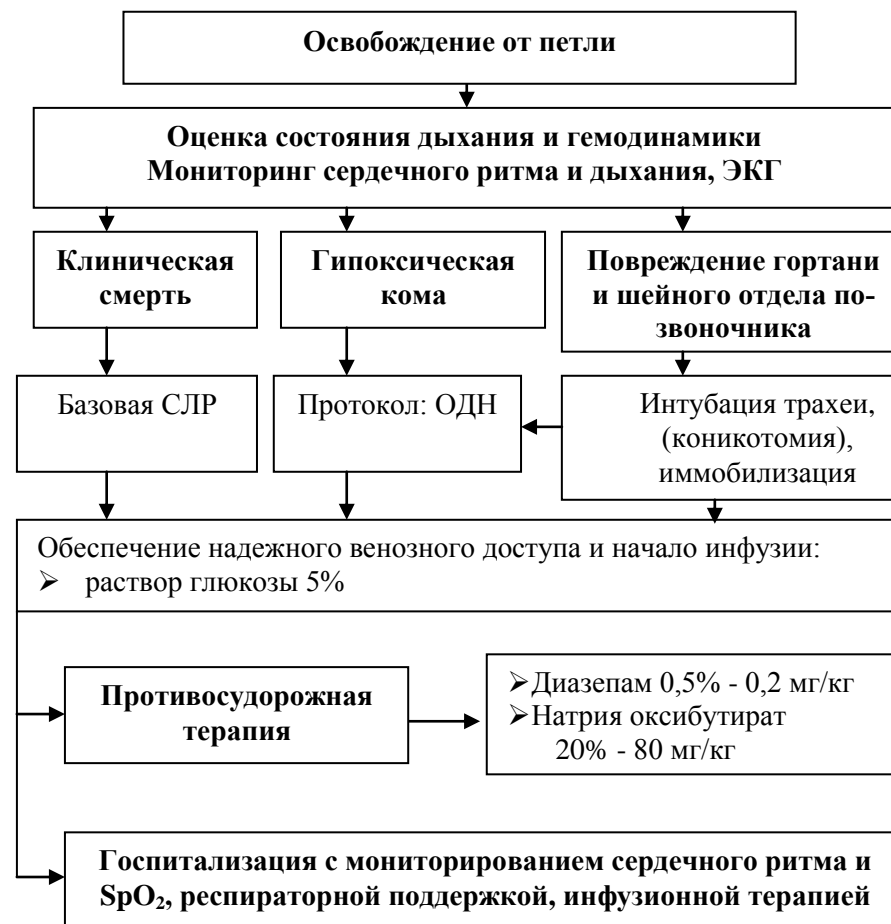 Освобождение от петли
Оценка состояния дыхания и гемодинамики
Мониторинг сердечного ритма и дыхания, ЭКГ
Клиническая
смерть
Гипоксическая
кома
Повреждение гортани
и шейного отдела по-
звоночника
Базовая СЛР
Протокол: ОДН
Интубация трахеи,
(коникотомия),
иммобилизация
Обеспечение надежного венозного доступа и начало инфузии:
➢ раствор глюкозы 5%
Противосудорожная
терапия
➢Диазепам 0,5% - 0,2 мг/кг
➢Натрия оксибутират
20% - 80 мг/кг
Госпитализация с мониторированием сердечного ритма и
SpO₂, респираторной поддержкой, инфузионной терапией